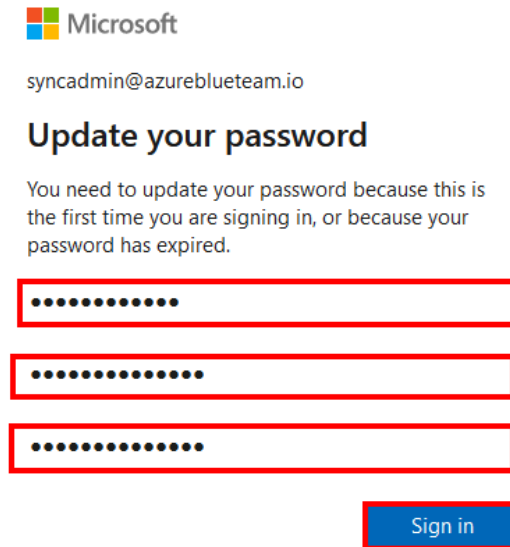 Microsoft
syncadmin@azureblueteam.io
Update your password
You need to update your password because this is
the first time you are signing in, or because your
password has expired.
••••••••••••
••••••••••••••
••••••••••••••
Sign in